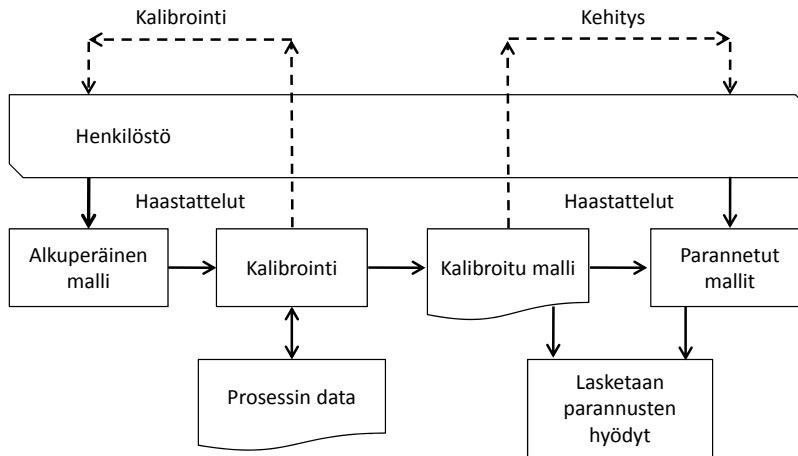 Kalibrointi
Kehitys
Henkilöstö
Haastattelut
Haastattelut
Alkuperäinen
malli
Kalibrointi
Kalibroitu malli
Parannetut
mallit
Prosessin data
Lasketaan
parannusten
hyödyt